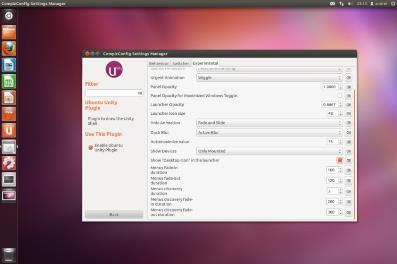 CompizConfig Settings Manager
23:13
CompizConfig Settings Manager
Behaviour
Switcher
Experimental
Filter
Ubuntu Unity
Plugin
Plugin to draw the Unity
Shell
Use This Plugin
Enable Ubuntu
Unity Plugin
Back
Urgent Animation
Wiggle
Panel Opacity
1.0000
Panel Opacity for Maximized Windows Toggle.
Launcher Opacity
0.6667
Launcher icon size
48
Hide Animation
Fade and Slide
Dash Blur
Active Blur
Automaximize value
75
Show Devices
Only Mounted
Show "Desktop Icon" in the launcher
Menus fade-in
duration
100
Menus fade-out
duration
120
Menus discovery
duration
2
Menus discovery fade-
in duration
200
Menus discovery fade-
out duration
300